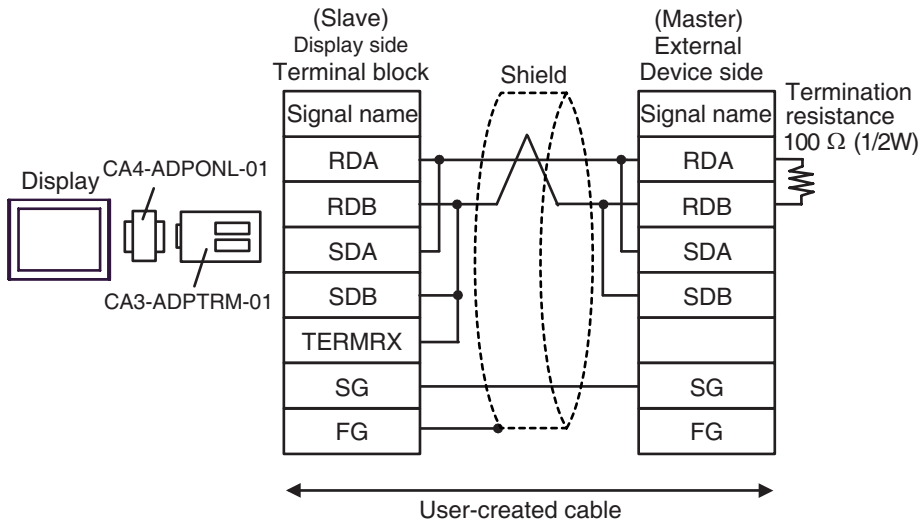 (Slave)
Display side
Terminal block
(Master)
External
Device side
Shield
Termination
resistance
100 Ω (1/2W)
Signal name
Signal name
RDA
RDA
Display
CA4-ADPONL-01
RDB
RDB
SDA
SDA
CA3-ADPTRM-01
SDB
SDB
TERMRX
SG
SG
FG
FG
User-created cable